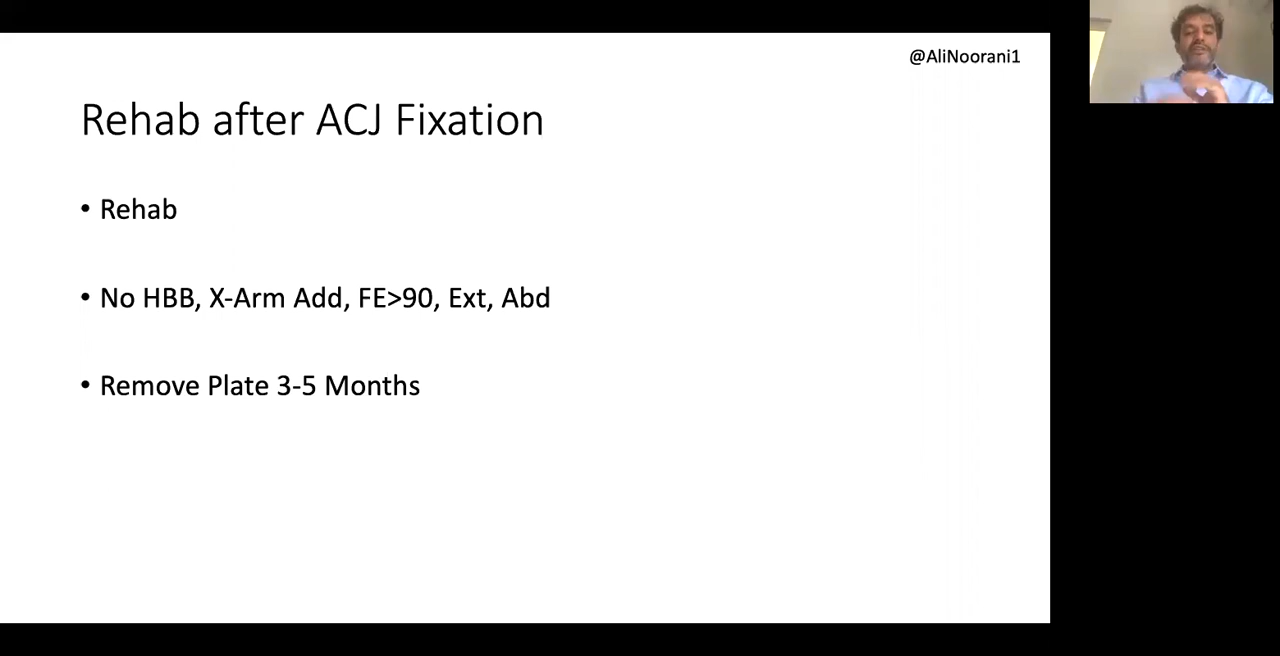 @AliNoorani1
Rehab after ACJ Fixation
• Rehab
• No HBB, X-Arm Add, FE>90, Ext, Abd
• Remove Plate 3-5 Months